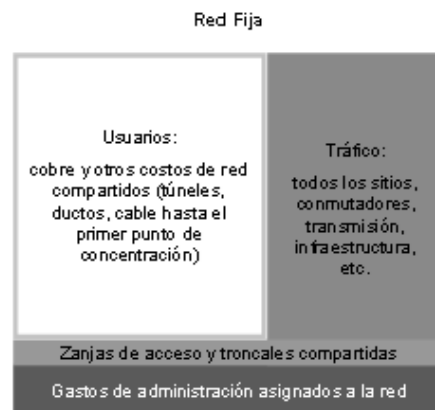 Red Fija
Usuarios:
cobre y otros costos de red
compartidos (túneles,
ductos, cable hasta el
primer punto de
concentración)
Tráfico:
todos los sitios,
conmutadores,
transmisión,
infraestructura,
etc.
Zanjas de acceso y troncales compartidas
Gastos de administración asignados a la red